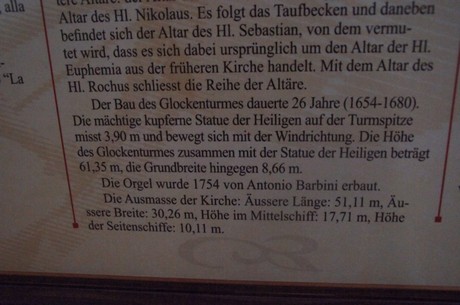 alla
"La
Altar des Hl. Nikolaus. Es folgt das Taufbecken und daneben
befindet sich der Altar des Hl. Sebastian, von dem vermu-
tet wird, dass es sich dabei ursprünglich um den Altar der Hl.
Euphemia aus der früheren Kirche handelt. Mit dem Altar des
Hl. Rochus schliesst die Reihe der Altäre.
Der Bau des Glockenturmes dauerte 26 Jahre (1654-1680).
Die mächtige kupferne Statue der Heiligen auf der Turmspitze
misst 3,90 m und bewegt sich mit der Windrichtung. Die Höhe
des Glockenturmes zusammen mit der Statue der Heiligen beträgt
61,35 m, die Grundbreite hingegen 8,66 m.
Die Orgel wurde 1754 von Antonio Barbini erbaut.
Die Ausmasse der Kirche: Äussere Länge: 51,11 m, Äu-
ssere Breite: 30,26 m, Höhe im Mittelschiff: 17,71 m, Höhe
der Seitenschiffe: 10,11 m.